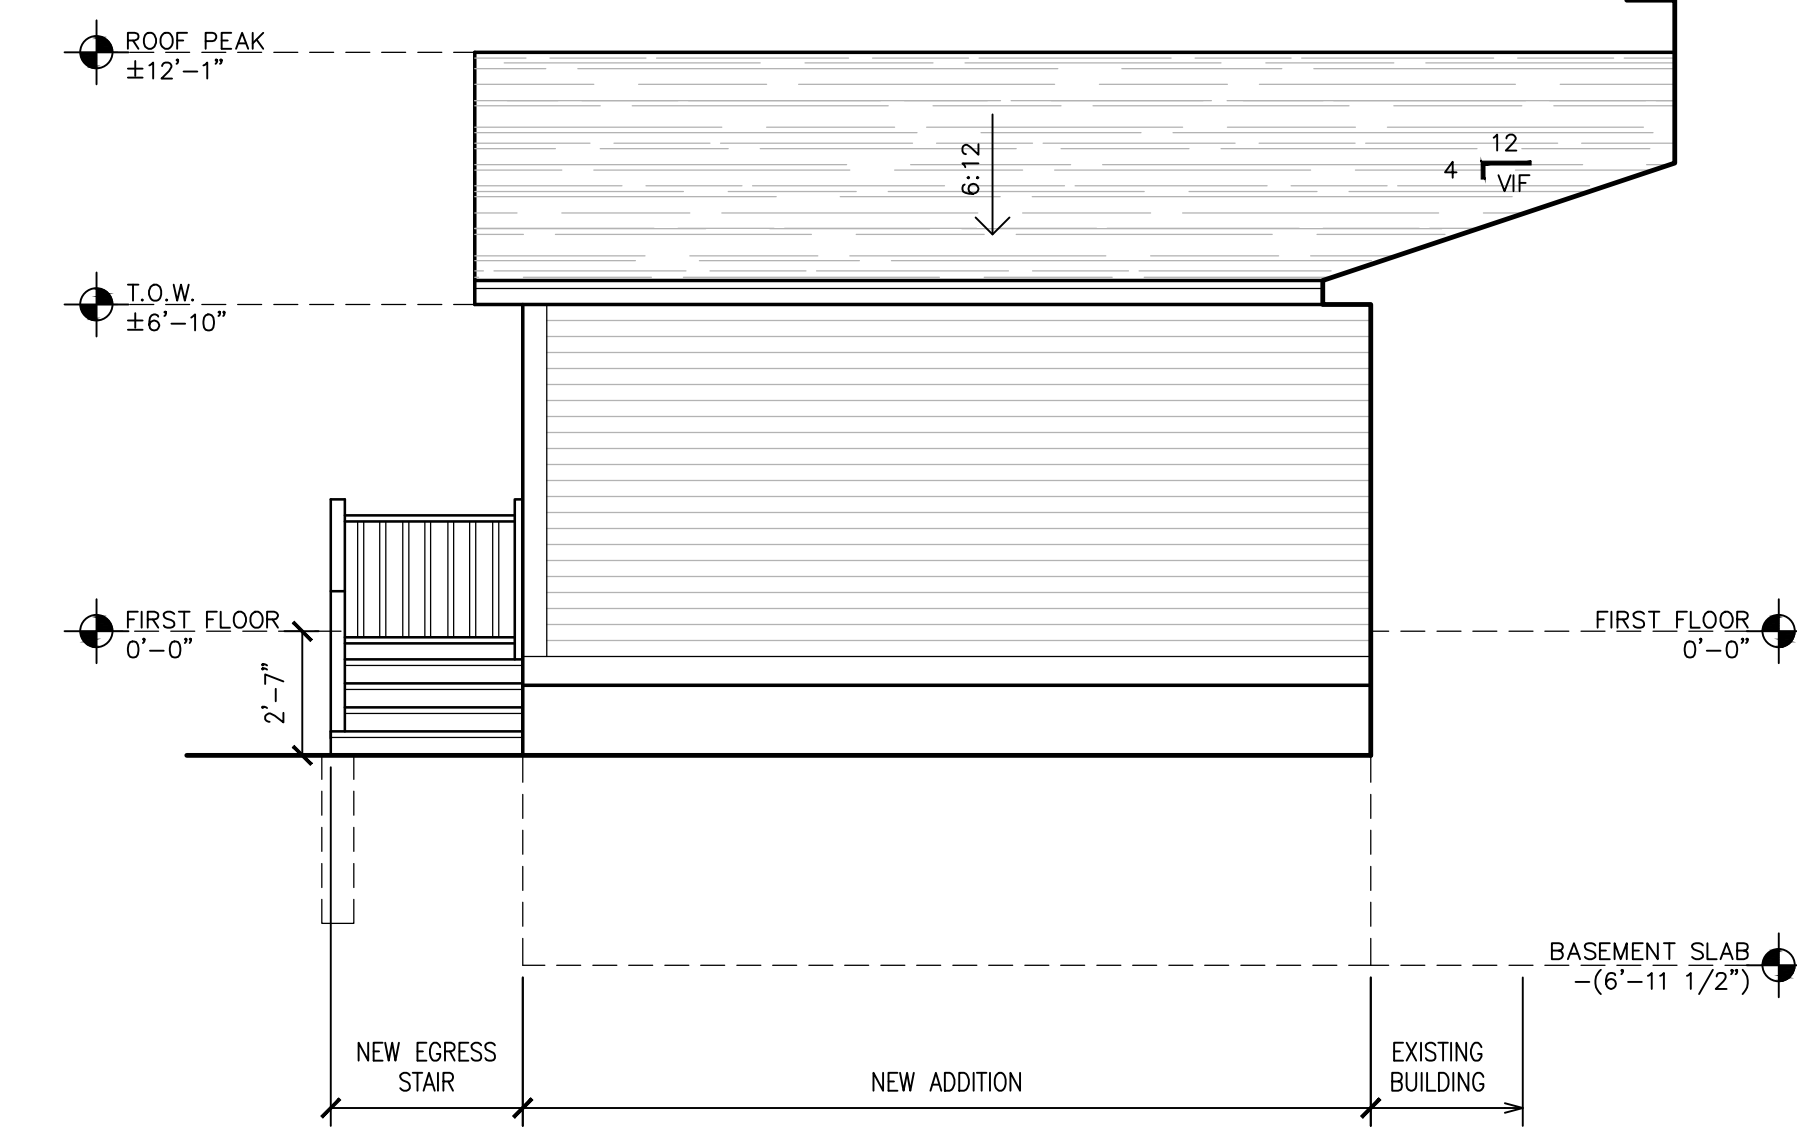 ROOF PEAK
±12'-1"
12
6:12
4
VIF
T.O.W.
±6'-10"
FIRST FLOOR
0'-0"
FIRST FLOOR
0'-0"
2'-7"
BASEMENT SLAB
-(6'-11 1/2")
NEW EGRESS
STAIR
NEW ADDITION
EXISTING
BUILDING